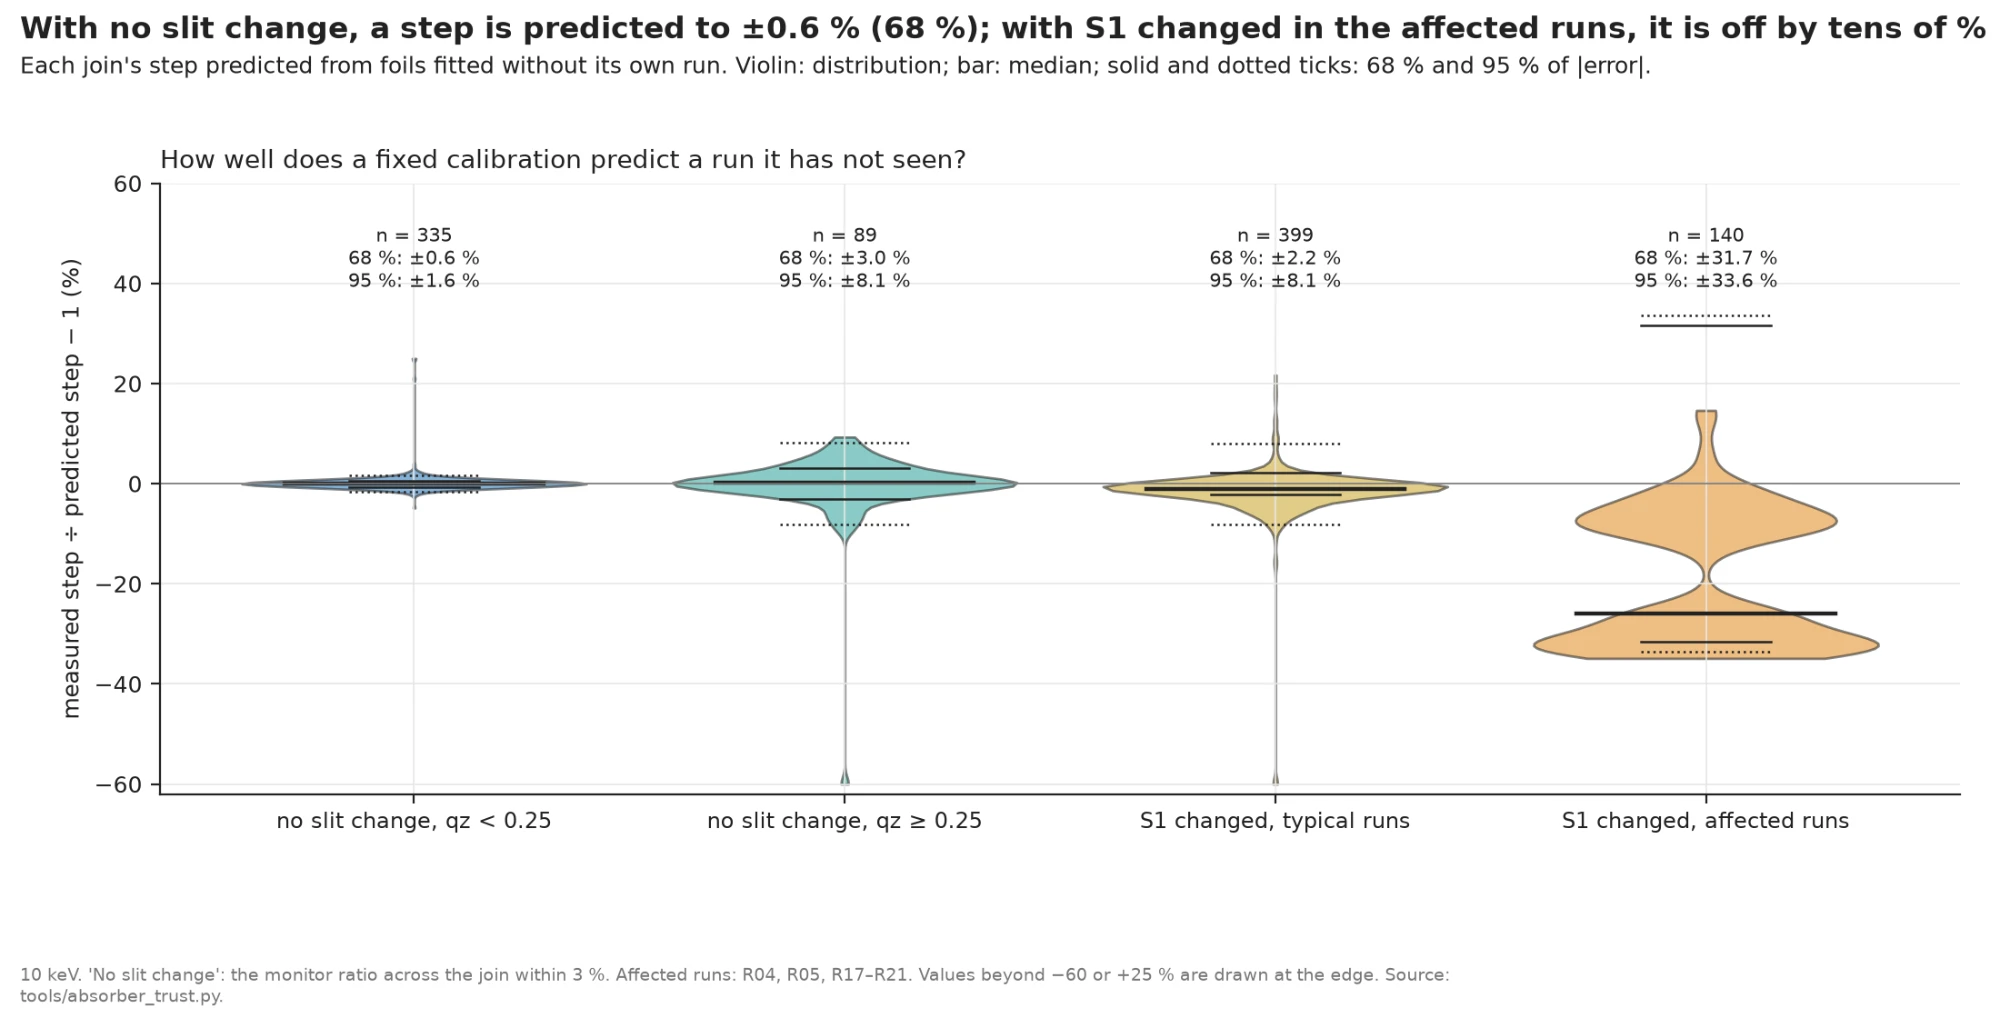 With no slit change, a step is predicted to ±0.6 % (68 %); with S1 changed in the affected runs, it is off by tens of %
Each join's step predicted from foils fitted without its own run. Violin: distribution; bar: median; solid and dotted ticks: 68 % and 95 % of |error|.
How well does a fixed calibration predict a run it has not seen?
measured step ÷ predicted step − 1 (%)
60
40
20
0
−20
−40
−60
n = 335
68 %: ±0.6 %
95 %: ±1.6 %
n = 89
68 %: ±3.0 %
95 %: ±8.1 %
n = 399
68 %: ±2.2 %
95 %: ±8.1 %
n = 140
68 %: ±31.7 %
95 %: ±33.6 %
no slit change, qz < 0.25
no slit change, qz ≥ 0.25
S1 changed, typical runs
S1 changed, affected runs
10 keV. 'No slit change': the monitor ratio across the join within 3 %. Affected runs: R04, R05, R17–R21. Values beyond −60 or +25 % are drawn at the edge. Source:
tools/absorber_trust.py.